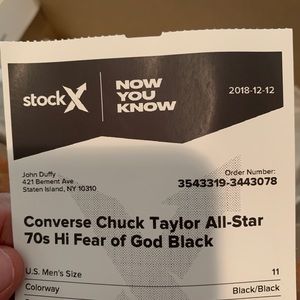 stockX
NOW
YOU
KNOW
2018-12-12
John Duffy
421 Bement Ave
Staten Island, NY 10310
Order Number:
3543319-3443078
Converse Chuck Taylor All-Star
70s Hi Fear of God Black
U.S. Men's Size 11
Colorway Black/Black